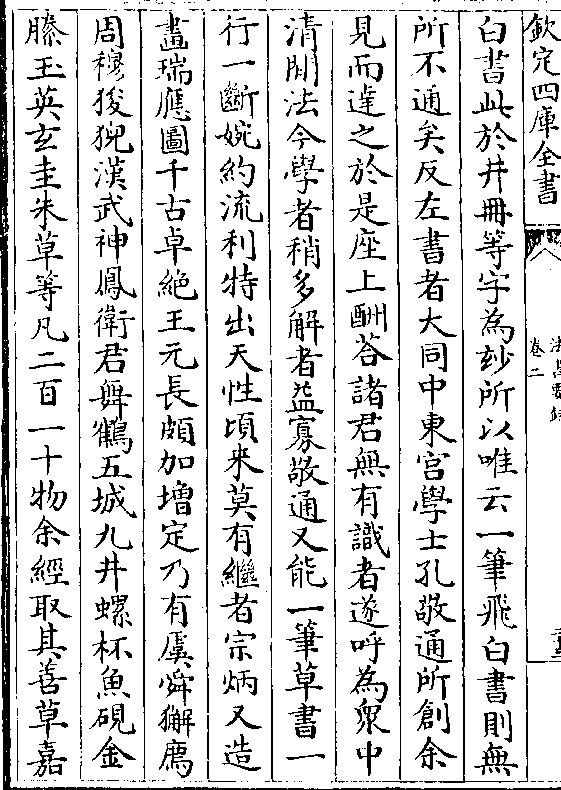 欽定四庫全書
法書要錄
卷二
白書此於井冊等字為妙所以唯云一筆飛白書則無
所不通矣反左書者大同中東宮學士孔敬通所創余
見而達之於是座上酬荅諸君無有識者遂呼為衆中
清閒法今學者稍多解者益寡敬通又能一筆草書一
行一斷婉約流利特出天性頃來莫有繼者宗炳又造
畫瑞應圖千古卓絶王元長頗加增定乃有虞舜獬廌
周穆狻猊漢武神鳳衛君舞鶴五城九井螺杯魚硯金
縢玉英玄圭朱草等凡二百一十物余經取其善草嘉